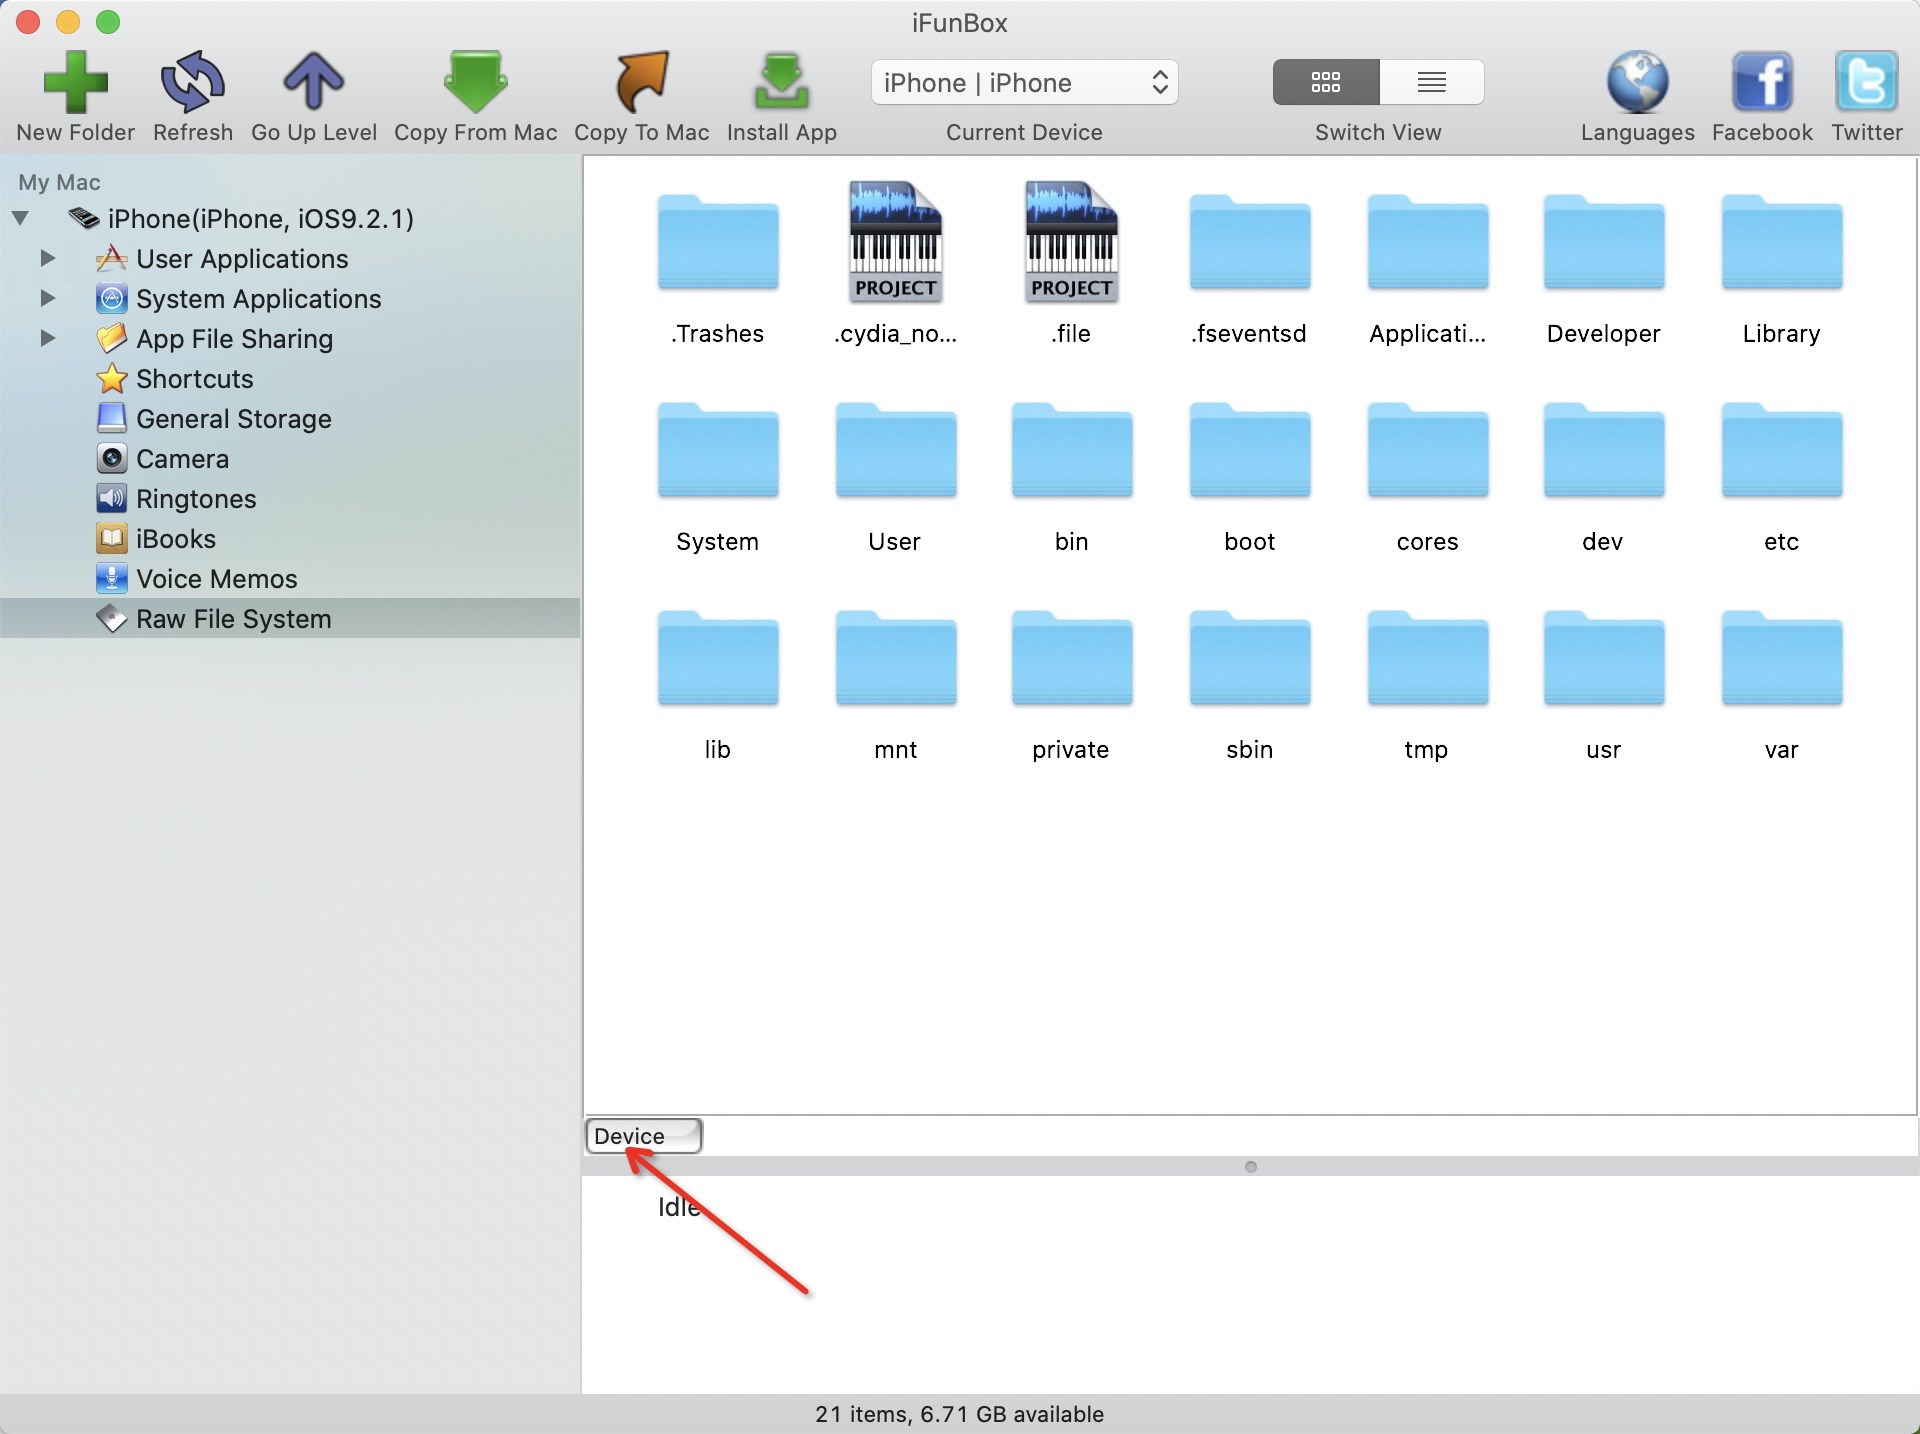 iFunBox
New Folder Refresh Go Up Level Copy From Mac Copy To Mac Install App iPhone | iPhone Current Device Switch View Languages Facebook Twitter
My Mac
iPhone(iPhone, iOS9.2.1)
User Applications
System Applications
App File Sharing
Shortcuts
General Storage
Camera
Ringtones
iBooks
Voice Memos
Raw File System
PROJECT PROJECT
.Trashes .cydia_no... .file .fseventsd Applicati... Developer Library
System User bin boot cores dev etc
lib mnt private sbin tmp usr var
Device
Idle
21 items, 6.71 GB available